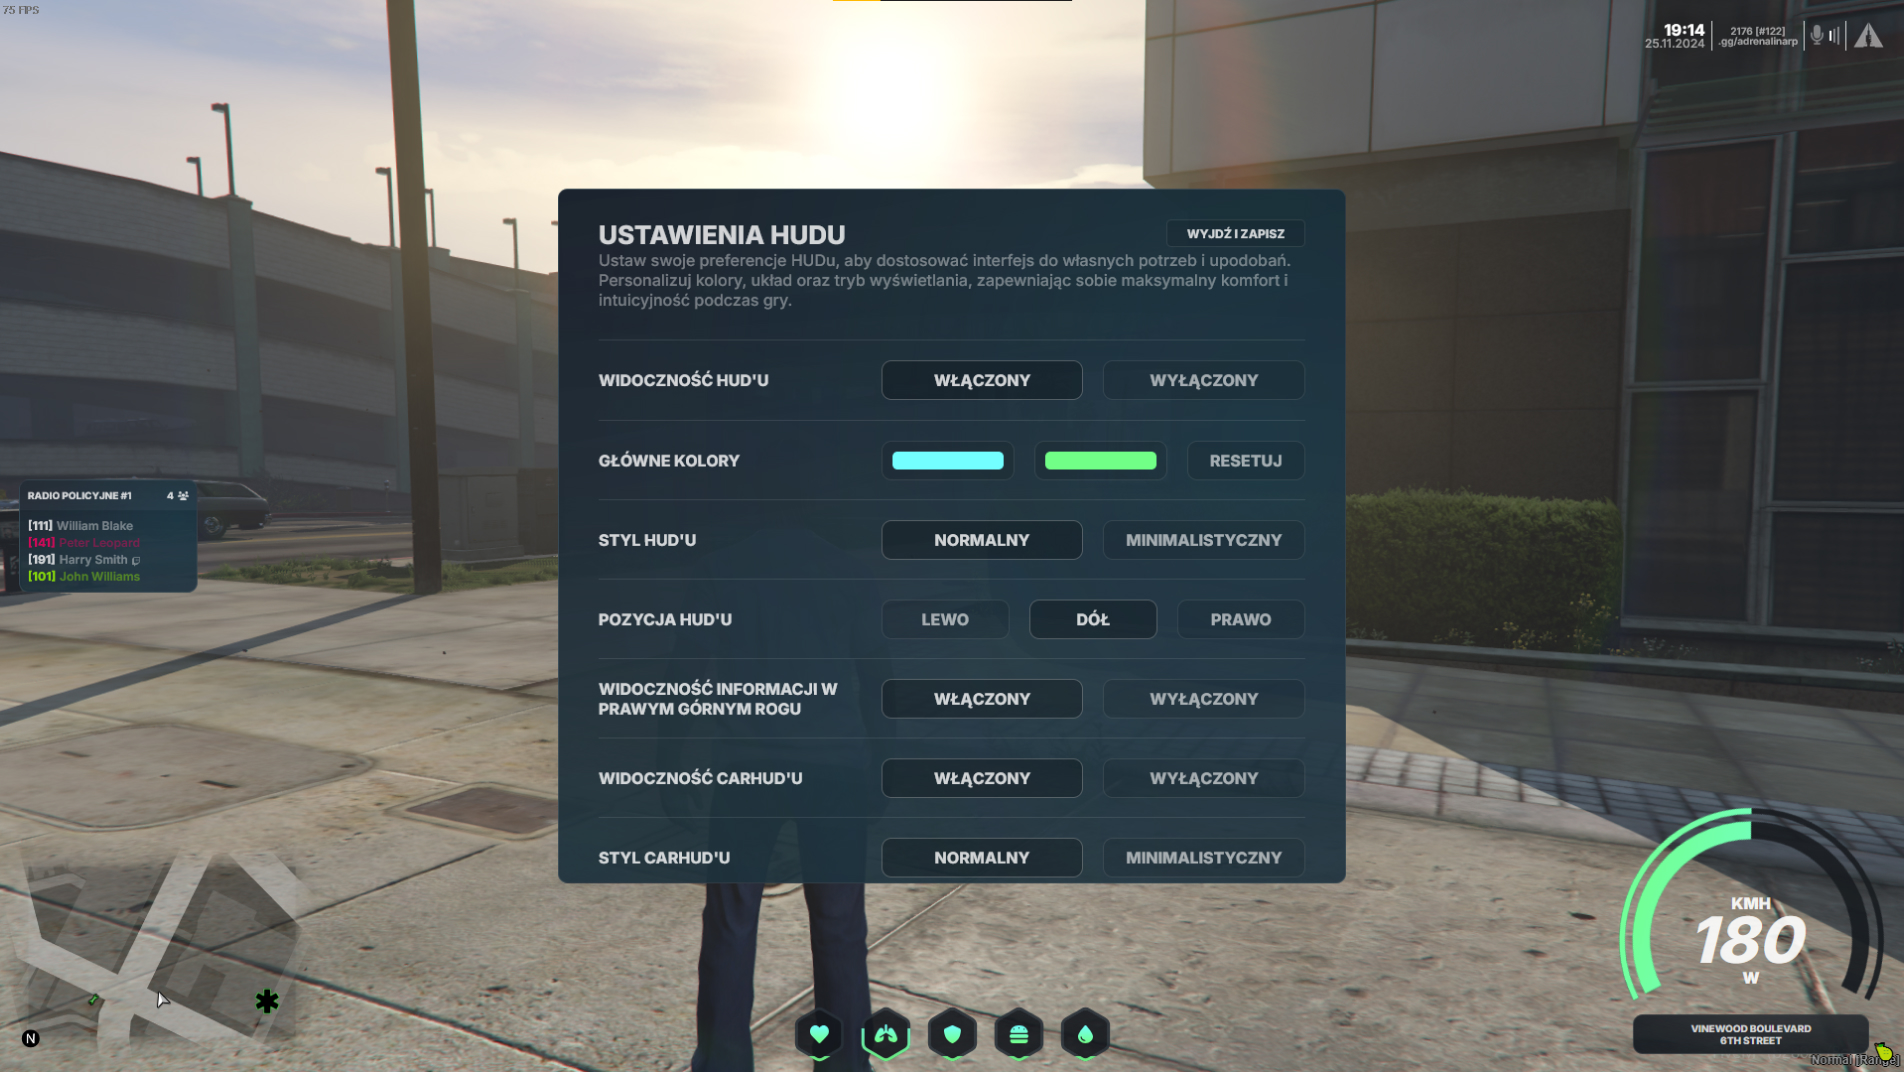 75 FPS
19:14
25.11.2024
2176 [#122]
.gg/adrenalinarp
USTAWIENIA HUDU
WYJDŹ I ZAPISZ
Ustaw swoje preferencje HUDu, aby dostosować interfejs do własnych potrzeb i upodobań.
Personalizuj kolory, układ oraz tryb wyświetlania, zapewniając sobie maksymalny komfort i
intuicyjność podczas gry.
WIDOCZNOŚĆ HUD'U
WŁĄCZONY
WYŁĄCZONY
GŁÓWNE KOLORY
RESETUJ
STYL HUD'U
NORMALNY
MINIMALISTYCZNY
POZYCJA HUD'U
LEWO
DÓŁ
PRAWO
WIDOCZNOŚĆ INFORMACJI W
PRAWYM GÓRNYM ROGU
WŁĄCZONY
WYŁĄCZONY
WIDOCZNOŚĆ CARHUD'U
WŁĄCZONY
WYŁĄCZONY
STYL CARHUD'U
NORMALNY
MINIMALISTYCZNY
RADIO POLICYJNE #1
4
[111] William Blake
[141] Peter Leopard
[191] Harry Smith
[101] John Williams
N
KMH
180
W
VINEWOOD BOULEVARD
6TH STREET
Normal [Range]